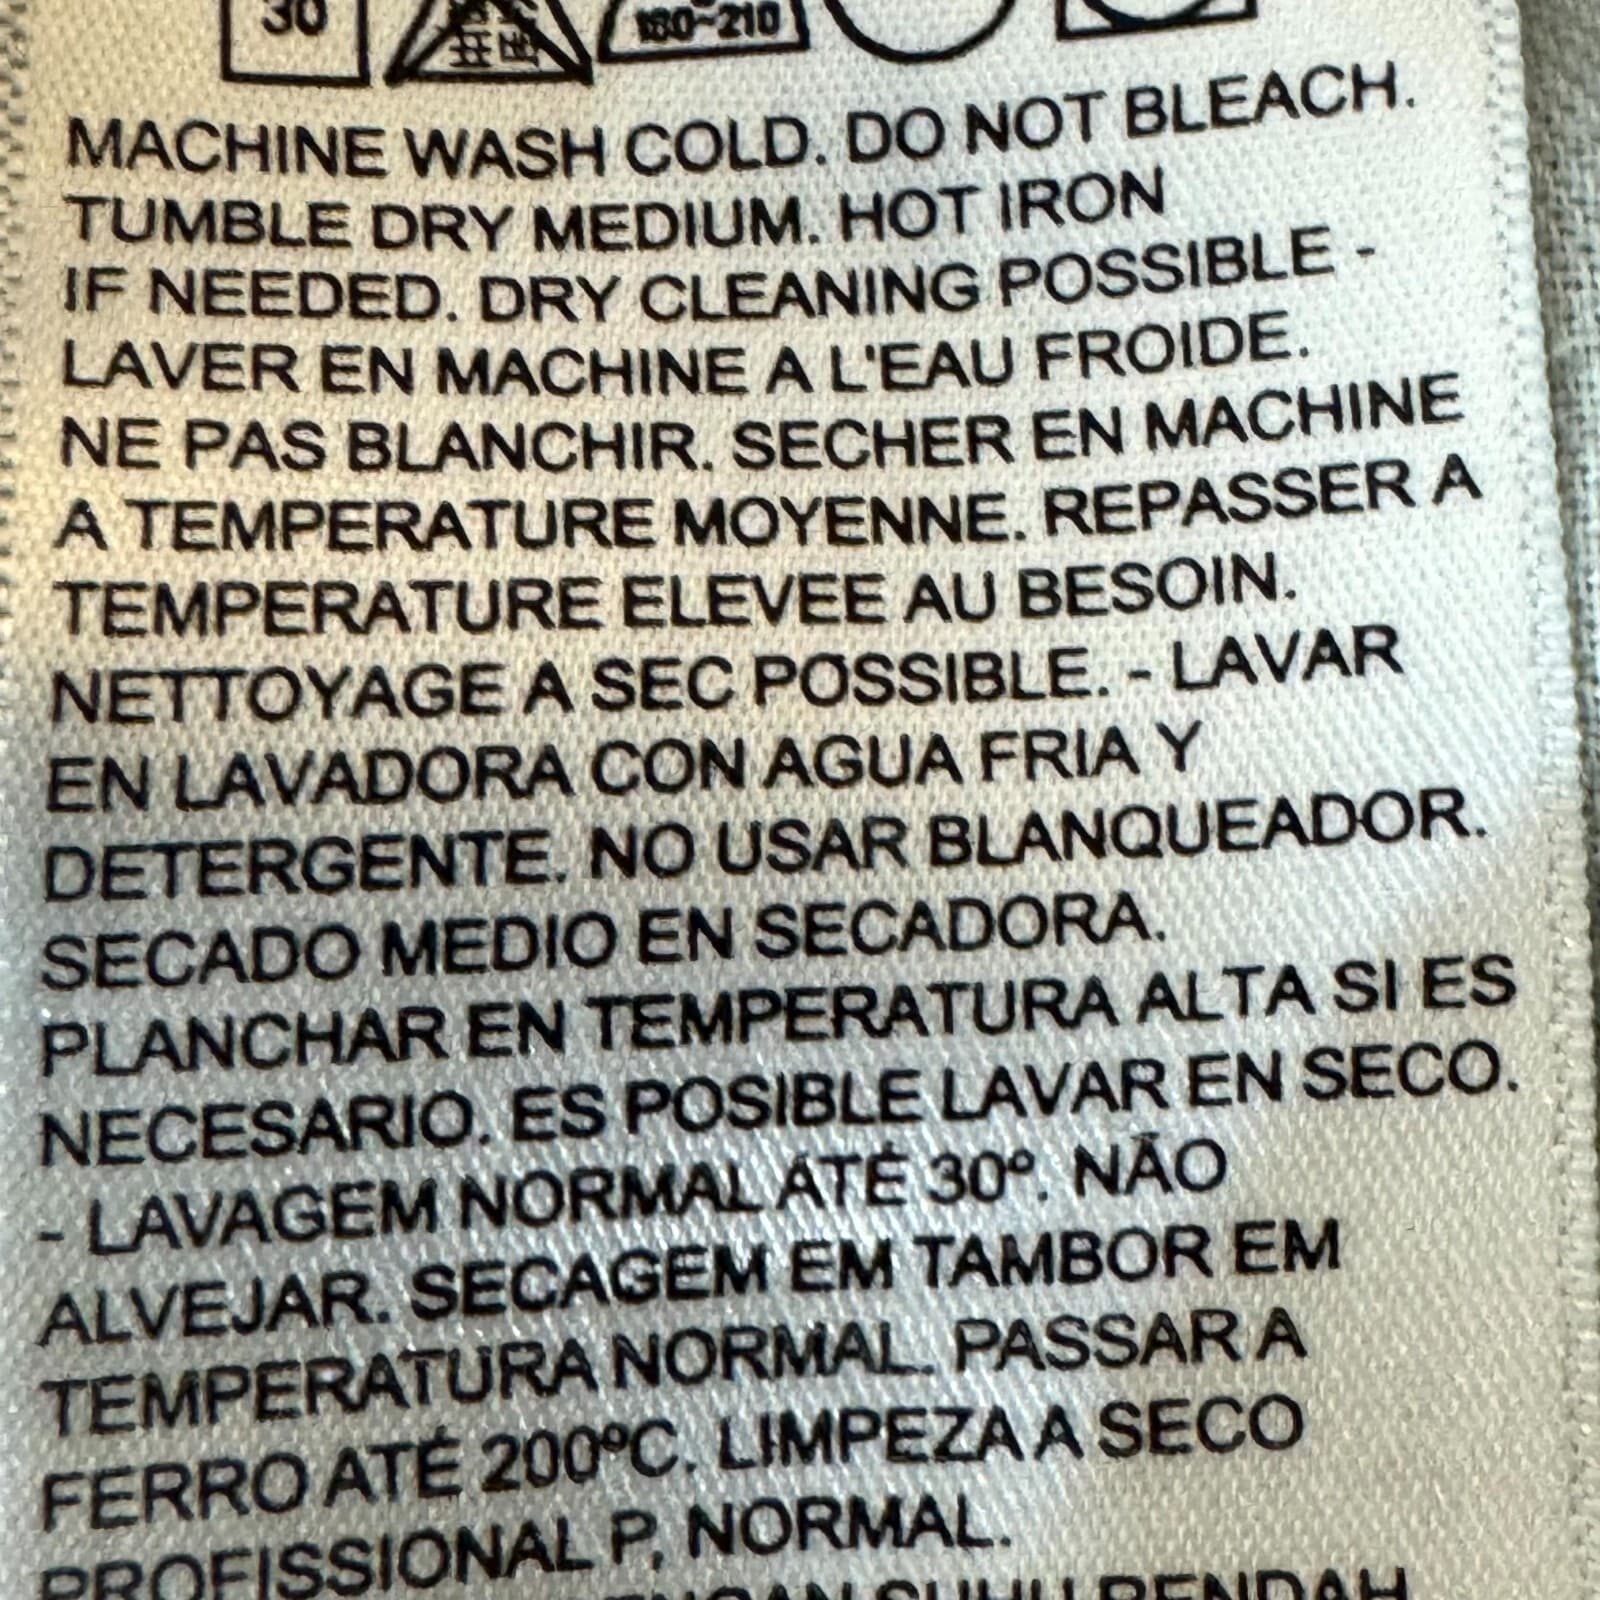 30
180~210
MACHINE WASH COLD. DO NOT BLEACH.
TUMBLE DRY MEDIUM. HOT IRON
IF NEEDED. DRY CLEANING POSSIBLE -
LAVER EN MACHINE A L'EAU FROIDE.
NE PAS BLANCHIR. SECHER EN MACHINE
A TEMPERATURE MOYENNE. REPASSER A
TEMPERATURE ELEVEE AU BESOIN.
NETTOYAGE A SEC POSSIBLE. - LAVAR
EN LAVADORA CON AGUA FRIA Y
DETERGENTE. NO USAR BLANQUEADOR.
SECADO MEDIO EN SECADORA.
PLANCHAR EN TEMPERATURA ALTA SI ES
NECESARIO. ES POSIBLE LAVAR EN SECO.
- LAVAGEM NORMAL ATÉ 30º. NÃO
ALVEJAR. SECAGEM EM TAMBOR EM
TEMPERATURA NORMAL. PASSAR A
FERRO ATÉ 200ºC. LIMPEZA A SECO
PROFISSIONAL P, NORMAL.
SUHU RENDAH